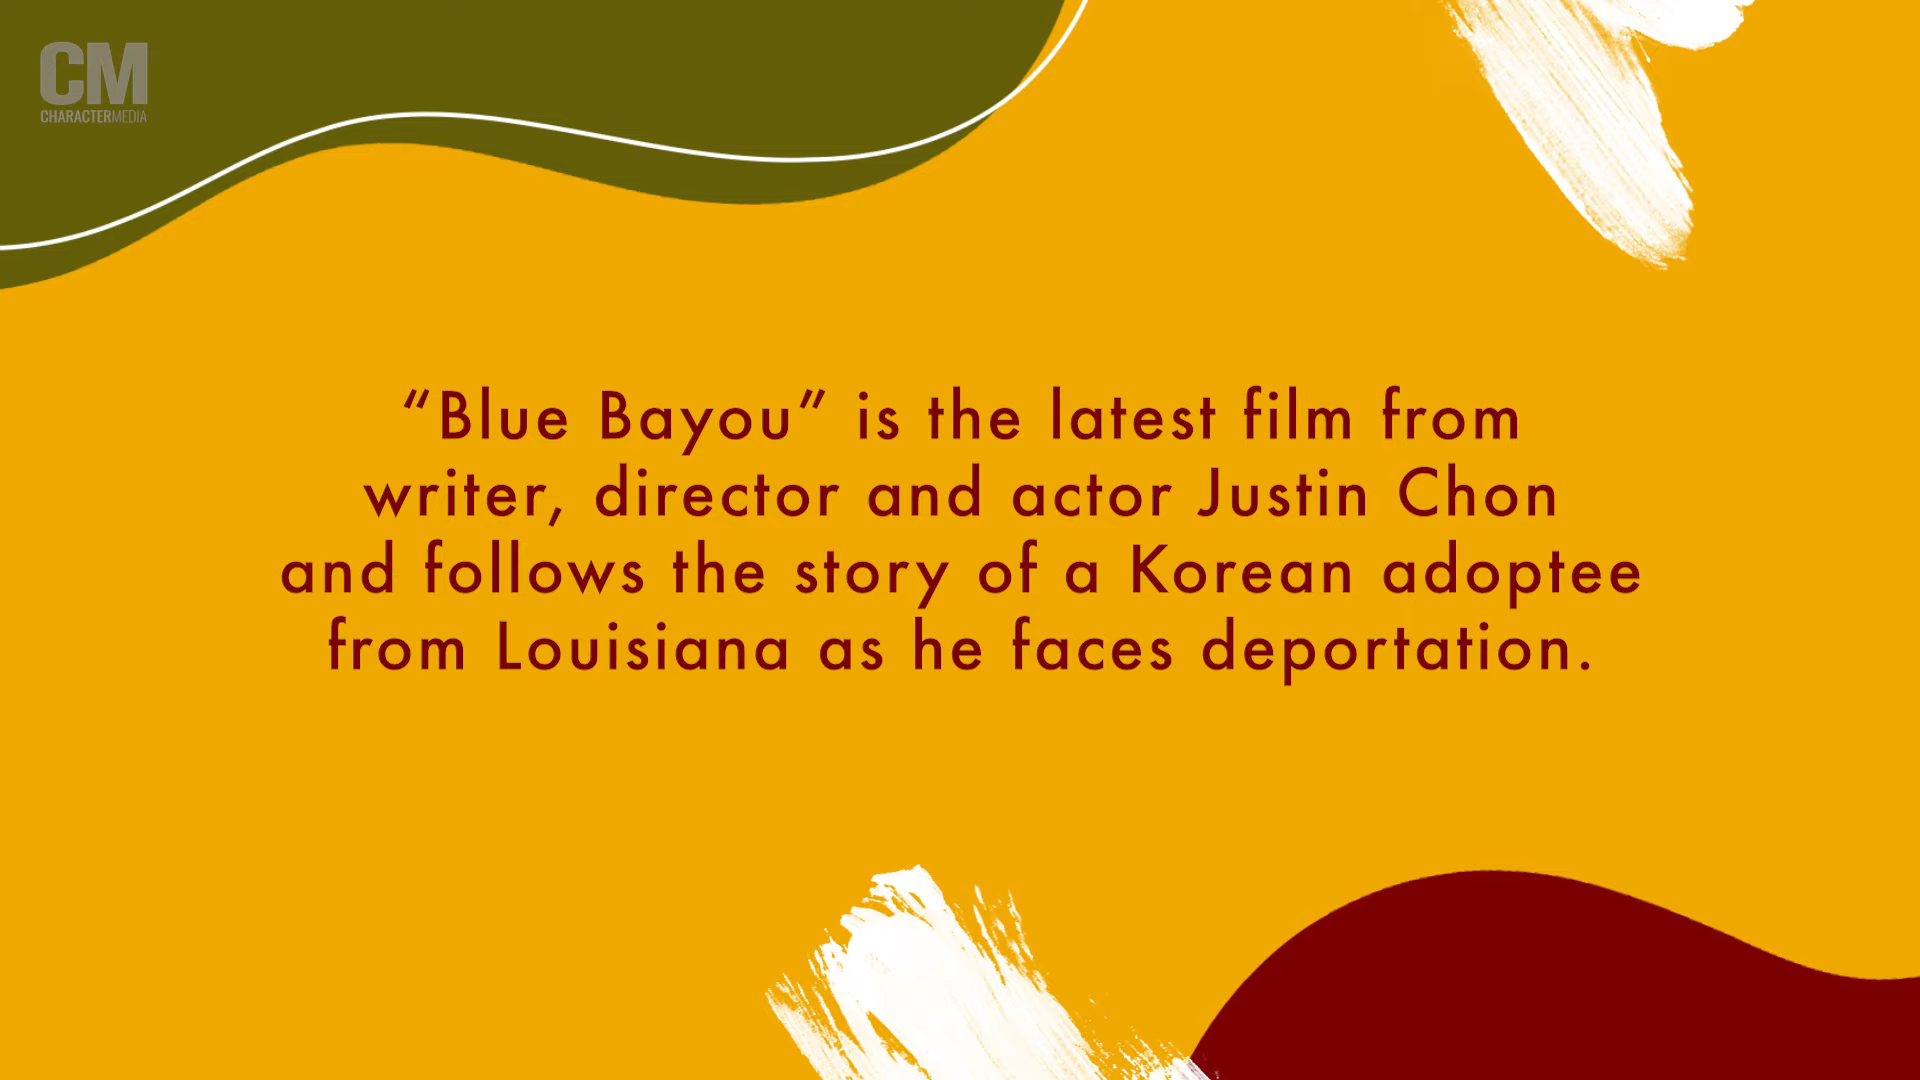 CM
CHARACTERMEDIA
“Blue Bayou” is the latest film from
writer, director and actor Justin Chon
and follows the story of a Korean adoptee
from Louisiana as he faces deportation.